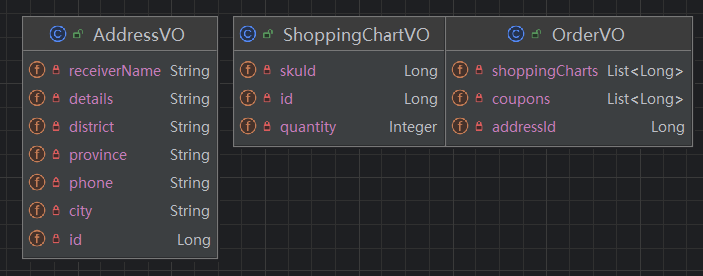 AddressVO
receiverName String
details String
district String
province String
phone String
city String
id Long
ShoppingChartVO
skuId Long
id Long
quantity Integer
OrderVO
shoppingCharts List<Long>
coupons List<Long>
addressId Long